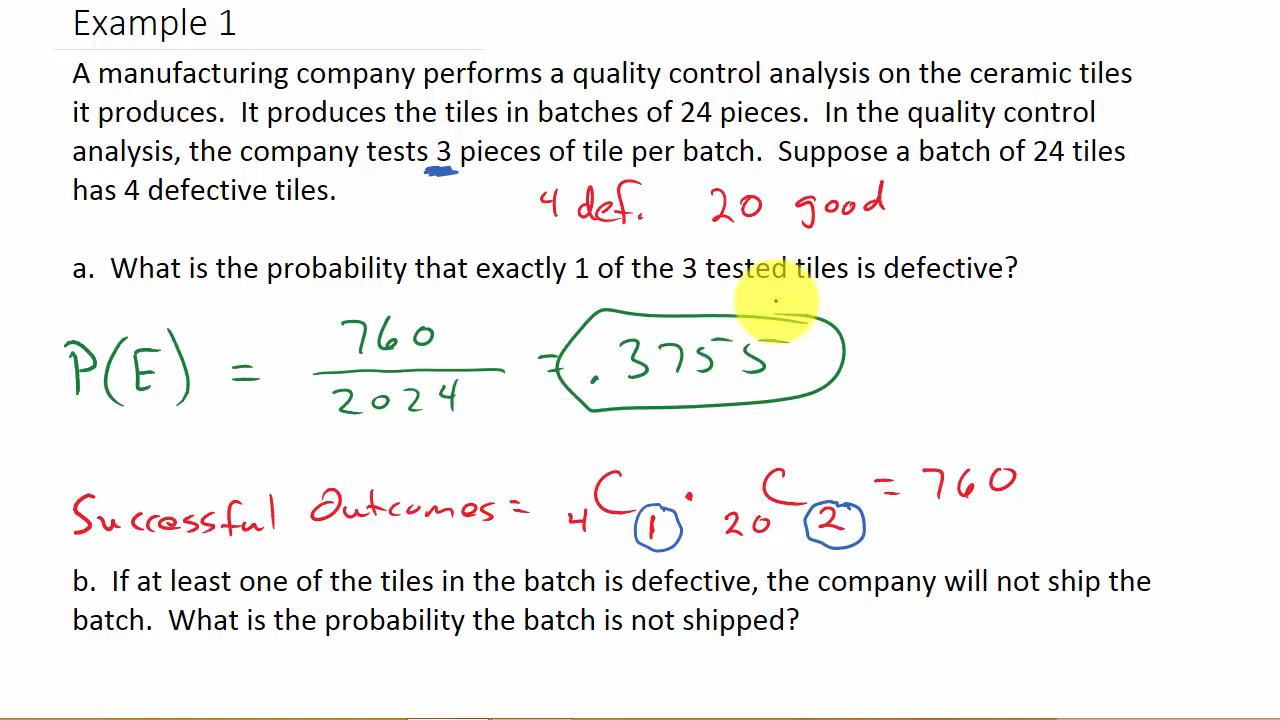 Example 1
A manufacturing company performs a quality control analysis on the ceramic tiles
it produces. It produces the tiles in batches of 24 pieces. In the quality control
analysis, the company tests 3 pieces of tile per batch. Suppose a batch of 24 tiles
has 4 defective tiles.
4 def. 20 good
a. What is the probability that exactly 1 of the 3 tested tiles is defective?
P(E) = 760/2024 = .3755
Successful Outcomes = 4C1 · 20C2 = 760
b. If at least one of the tiles in the batch is defective, the company will not ship the
batch. What is the probability the batch is not shipped?